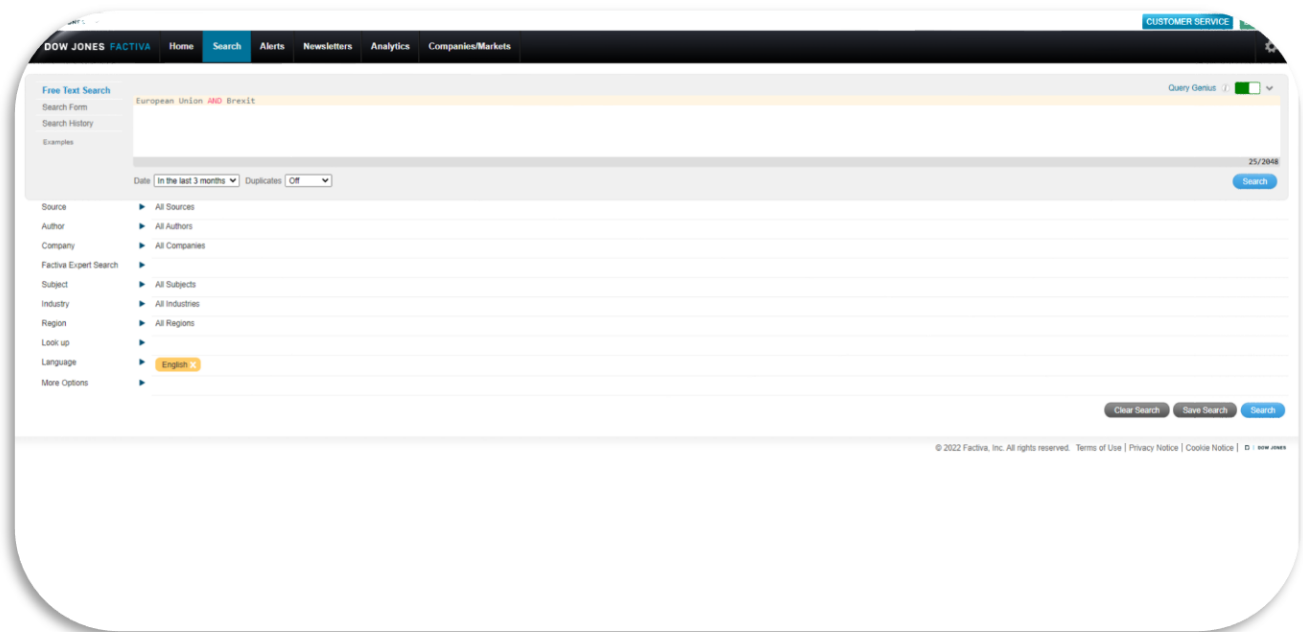 CUSTOMER SERVICE
DOW JONES FACTIVA Home Search Alerts Newsletters Analytics Companies/Markets
Free Text Search
Query Genius
Search Form
European Union AND Brexit
Search History
Examples
25/2048
Date In the last 3 months Duplicates Off
Search
Source All Sources
Author All Authors
Company All Companies
Factiva Expert Search
Subject All Subjects
Industry All Industries
Region All Regions
Look up
Language English x
More Options
Clear Search Save Search Search
© 2022 Factiva, Inc. All rights reserved. Terms of Use | Privacy Notice | Cookie Notice | DOW JONES